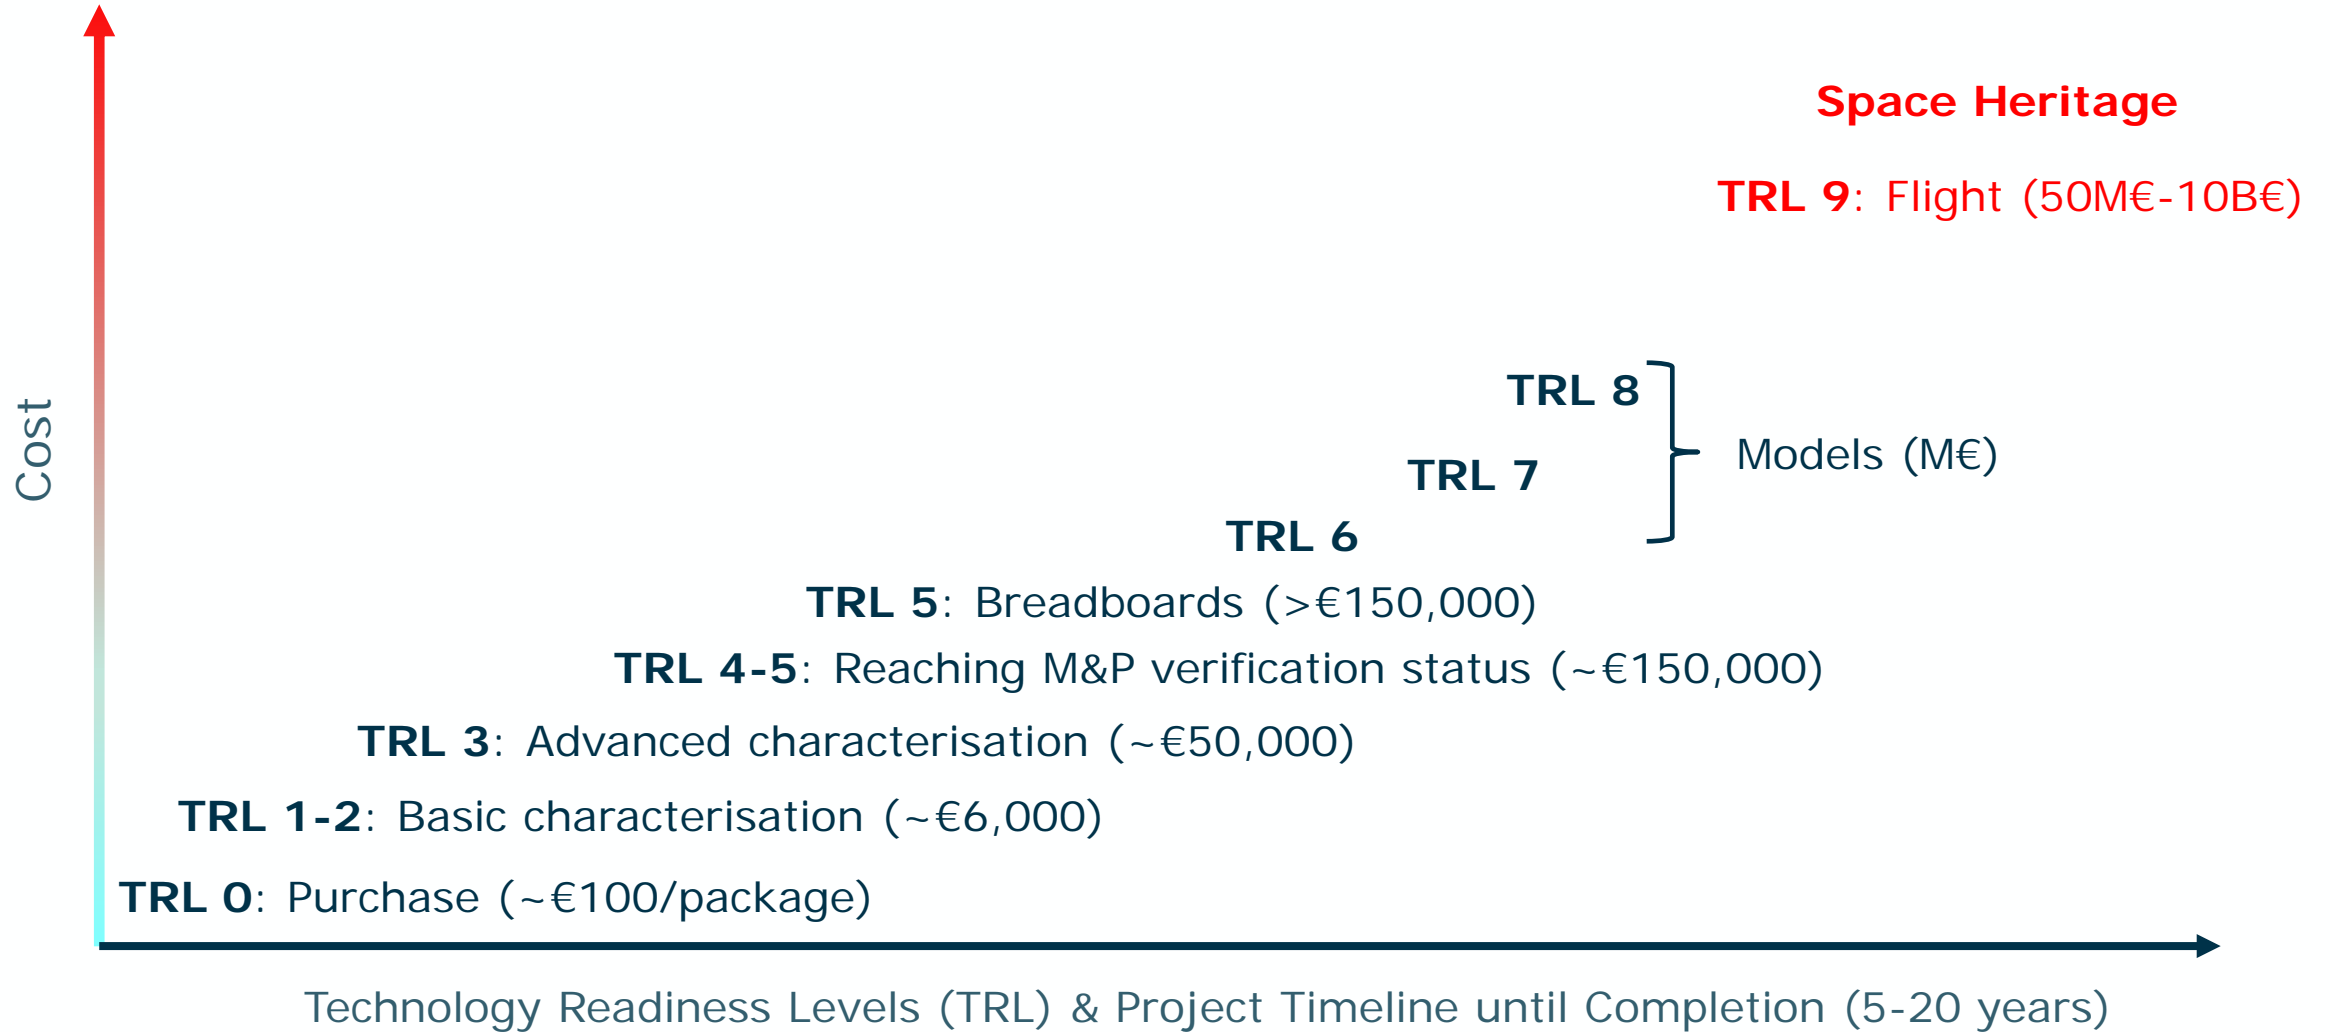 Space Heritage
TRL 9: Flight (50M€-10B€)
TRL 8
Models (M€)
TRL 7
TRL 6
TRL 5: Breadboards (>€150,000)
TRL 4-5: Reaching M&P verification status (~€150,000)
TRL 3: Advanced characterisation (~€50,000)
TRL 1-2: Basic characterisation (~€6,000)
TRL 0: Purchase (~€100/package)
Cost
Technology Readiness Levels (TRL) & Project Timeline until Completion (5-20 years)